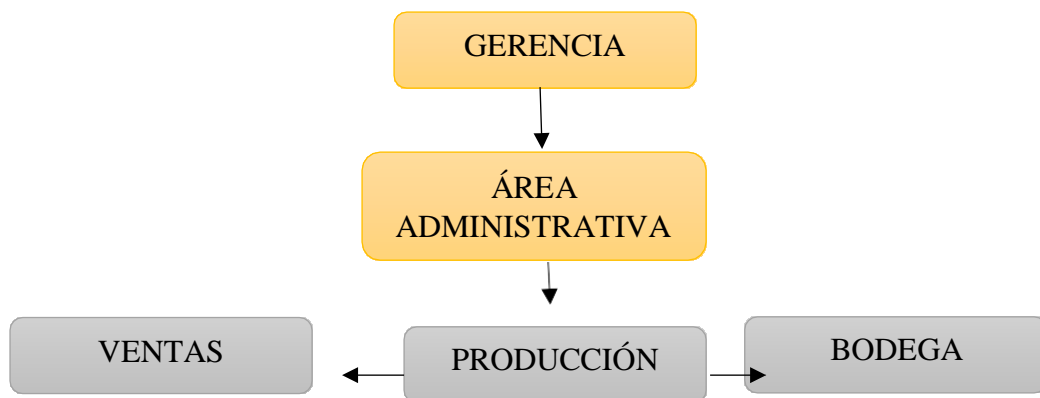 GERENCIA
ÁREA
ADMINISTRATIVA
VENTAS
PRODUCCIÓN
BODEGA